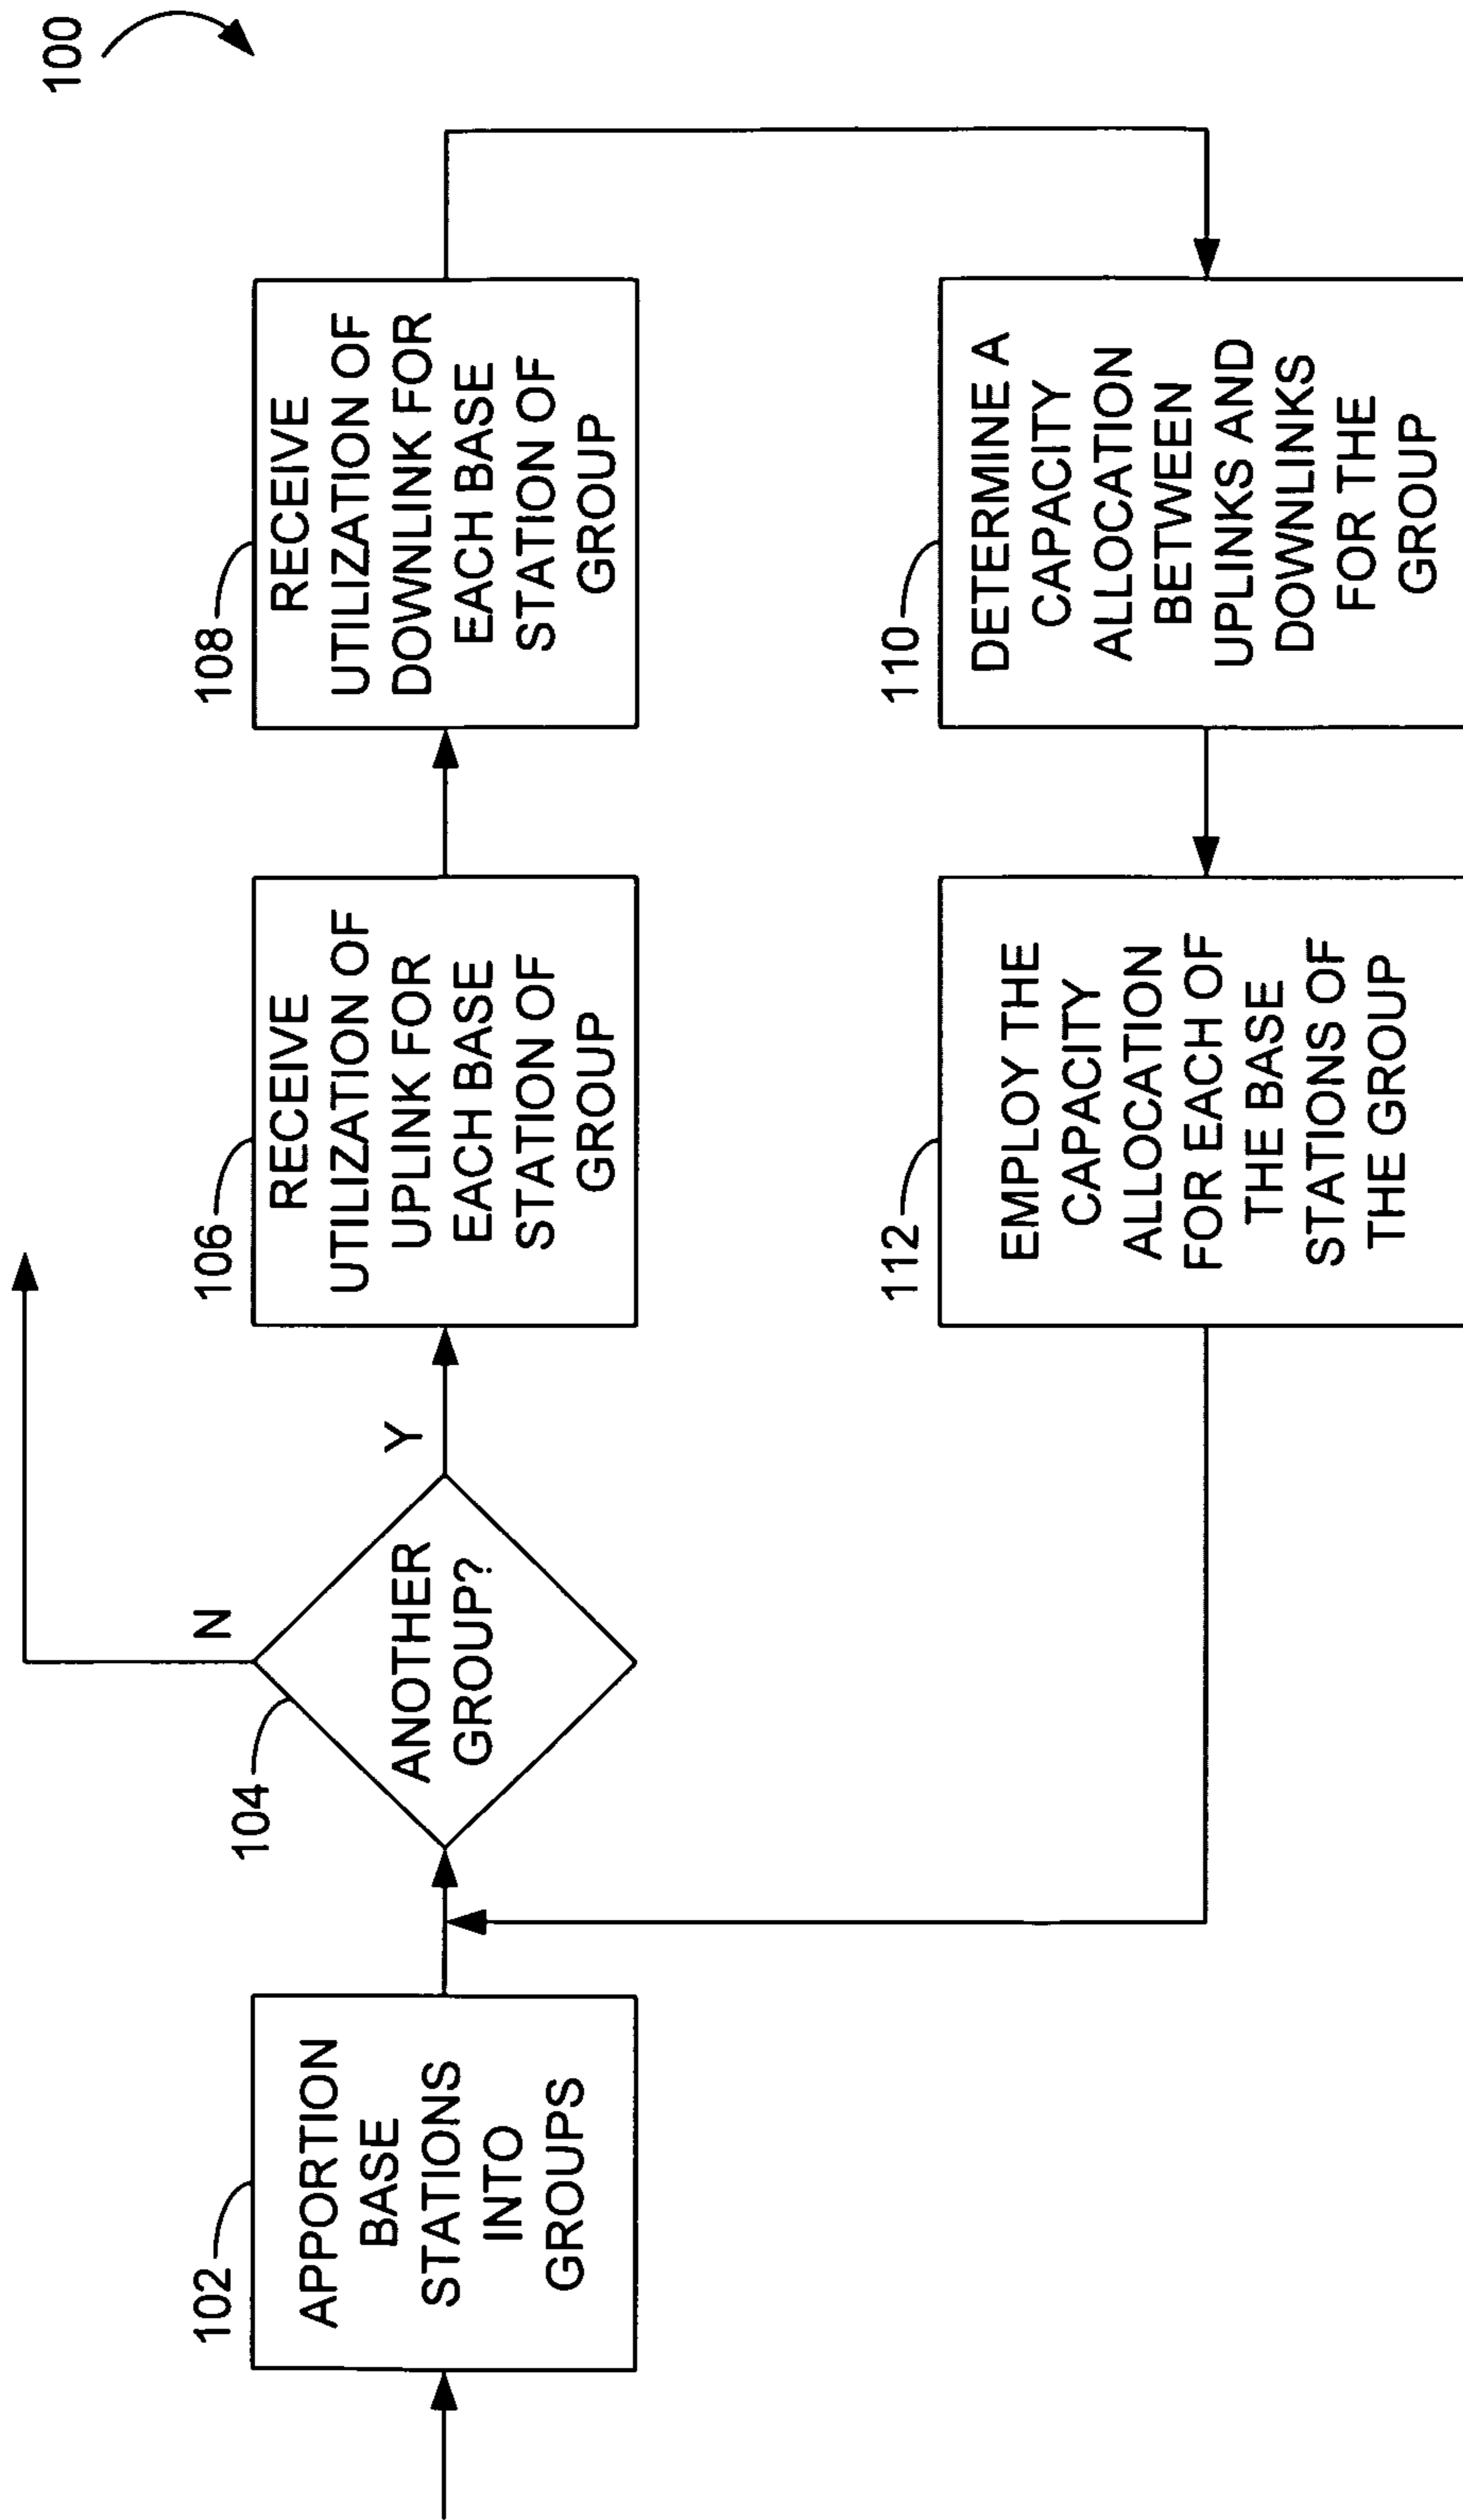 100
102
APPORTION
BASE
STATIONS
INTO
GROUPS
104
ANOTHER
GROUP?
N
Y
106
RECEIVE
UTILIZATION OF
UPLINK FOR
EACH BASE
STATION OF
GROUP
108
RECEIVE
UTILIZATION OF
DOWNLINK FOR
EACH BASE
STATION OF
GROUP
110
DETERMINE A
CAPACITY
ALLOCATION
BETWEEN
UPLINKS AND
DOWNLINKS
FOR THE
GROUP
112
EMPLOY THE
CAPACITY
ALLOCATION
FOR EACH OF
THE BASE
STATIONS OF
THE GROUP